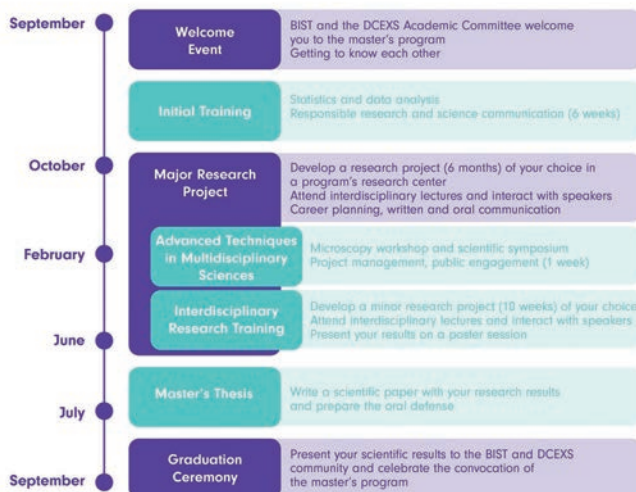 September
Welcome
Event
BIST and the DCEXS Academic Committee welcome
you to the master's program
Getting to know each other
Initial Training
Statistics and data analysis
Responsible research and science communication (6 weeks)
October
Major Research
Project
Develop a research project (6 months) of your choice in
a program's research center
Attend interdisciplinary lectures and interact with speakers
Career planning, written and oral communication
February
Advanced Techniques
in Multidisciplinary
Sciences
Microscopy workshop and scientific symposium
Project management, public engagement (1 week)
Interdisciplinary
Research Training
Develop a minor research project (10 weeks) of your choice
Attend interdisciplinary lectures and interact with speakers
Present your results on a poster session
June
Master's Thesis
Write a scientific paper with your research results
and prepare the oral defense
July
Graduation
Ceremony
Present your scientific results to the BIST and DCEXS
community and celebrate the convocation of
the master's program
September